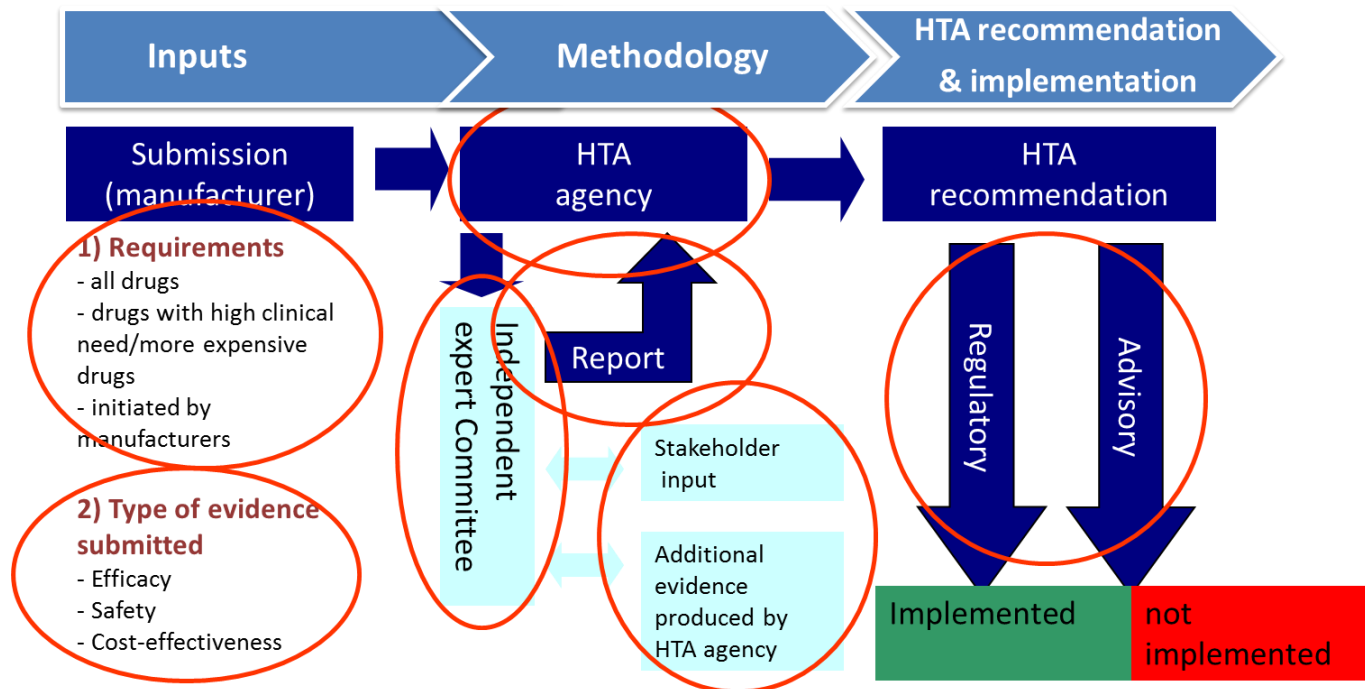 Inputs
Methodology
HTA recommendation
& implementation
Submission
(manufacturer)
HTA
agency
HTA
recommendation
1) Requirements
- all drugs
- drugs with high clinical
need/more expensive
drugs
- initiated by
manufacturers
2) Type of evidence
submitted
- Efficacy
- Safety
- Cost-effectiveness
Independent
expert Committee
Report
Stakeholder
input
Additional
evidence
produced by
HTA agency
Regulatory
Advisory
Implemented
not
implemented